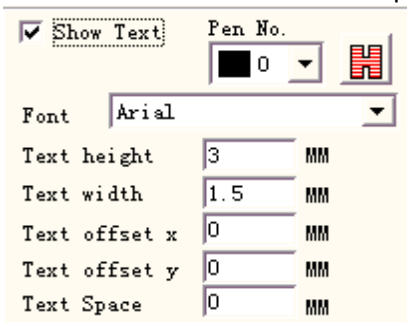 Show Text Pen No.
0
Font Arial
Text height 3 MM
Text width 1.5 MM
Text offset x 0 MM
Text offset y 0 MM
Text Space 0 MM